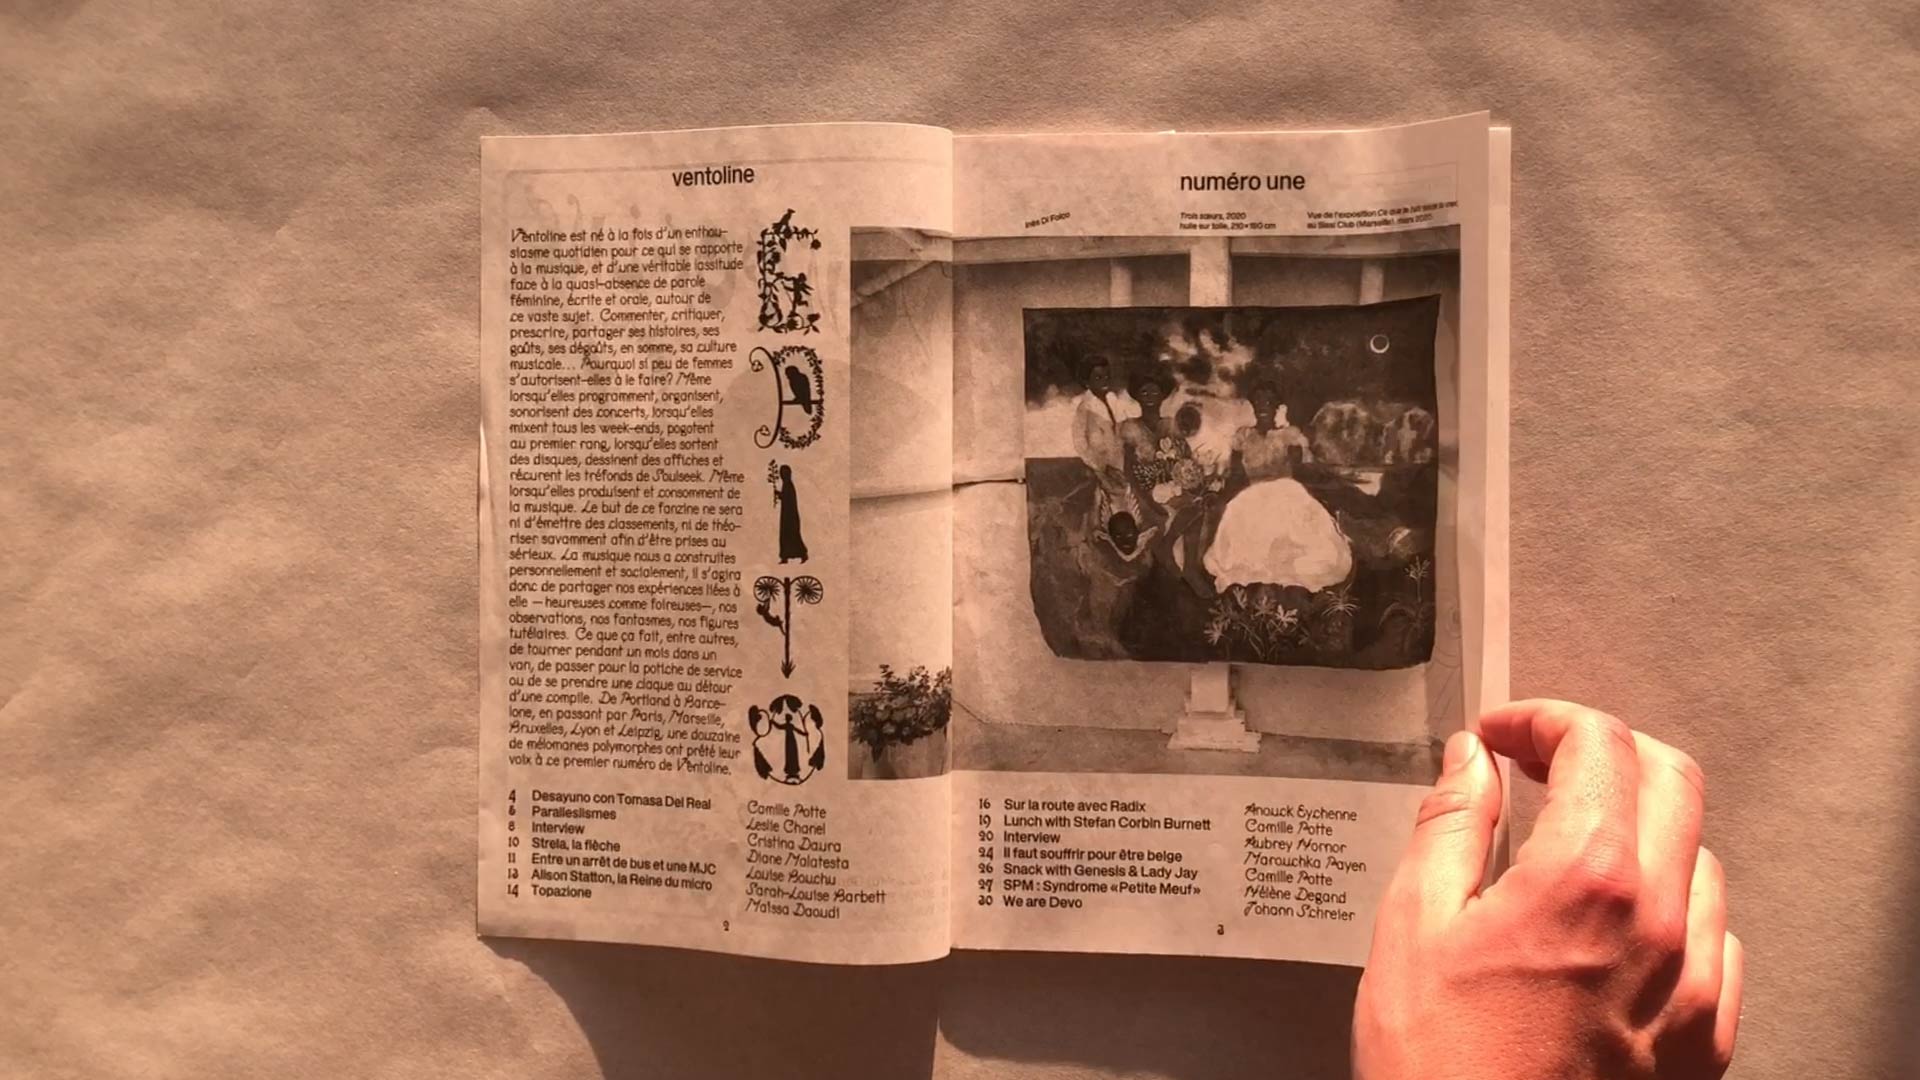 ventoline
Ventoline est né à la fois d'un enthou-
siasme quotidien pour ce qui se rapporte
à la musique, et d'une véritable lassitude
face à la quasi-absence de parole
féminine, écrite et orale, autour de
ce vaste sujet. Commenter, critiquer,
prescrire, partager ses histoires, ses
goûts, ses dégoûts, en somme, sa culture
musicale... Pourquoi si peu de femmes
s'autorisent-elles à le faire? Même
lorsqu'elles programment, organisent,
sonorisent des concerts, lorsqu'elles
mixent tous les week-ends, pogotent
au premier rang, lorsqu'elles sortent
des disques, dessinent des affiches et
récurent les tréfonds de Soulseek. Même
lorsqu'elles produisent et consomment de
la musique. Le but de ce fanzine ne sera
ni d'émettre des classements, ni de théo-
riser savamment afin d'être prises au
sérieux. La musique nous a construites
personnellement et socialement, il s'agira
donc de partager nos expériences liées à
elle — heureuses comme foireuses—, nos
observations, nos fantasmes, nos figures
tutélaires. Ce que ça fait, entre autres,
de tourner pendant un mois dans un
van, de passer pour la potiche de service
ou de se prendre une claque au détour
d'une compile. De Portland à Barce-
lone, en passant par Paris, Marseille,
Bruxelles, Lyon et Leipzig, une douzaine
de mélomanes polymorphes ont prêté leur
voix à ce premier numéro de Ventoline.
E
D
I
T
O
4 Desayuno con Tomasa Del Real Camille Potte
6 Paralleslismes Leslie Chanel
8 Interview Cristina Daura
10 Strela, la flèche Diane Malatesta
11 Entre un arrêt de bus et une MJC Louise Bouchu
13 Alison Statton, la Reine du micro Sarah-Louise Barbett
14 Topazione Maïssa Daoudi
2
numéro une
Inès Di Folco
Trois sœurs, 2020
huile sur toile, 210×180 cm
Vue de l'exposition Ce que la nuit
au Sissi Club (Marseille), mars 2020
16 Sur la route avec Radix Anouck Eychenne
19 Lunch with Stefan Corbin Burnett Camille Potte
20 Interview Aubrey Hornor
24 Il faut souffrir pour être belge Marouchka Payen
26 Snack with Genesis & Lady Jay Camille Potte
27 SPM : Syndrome «Petite Meuf» Hélène Degand
30 We are Devo Johann Schreier
3